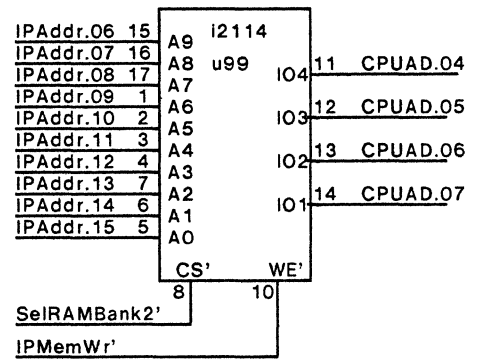 IPAddr.06 15 A9 i2114
IPAddr.07 16 A8 u99
IPAddr.08 17 A7 IO4 11 CPUAD.04
IPAddr.09 1 A6
IPAddr.10 2 A5 IO3 12 CPUAD.05
IPAddr.11 3 A4
IPAddr.12 4 A3 IO2 13 CPUAD.06
IPAddr.13 7 A2
IPAddr.14 6 A1 IO1 14 CPUAD.07
IPAddr.15 5 A0
CS' WE'
8 10
SelRAMBank2'
IPMemWr'